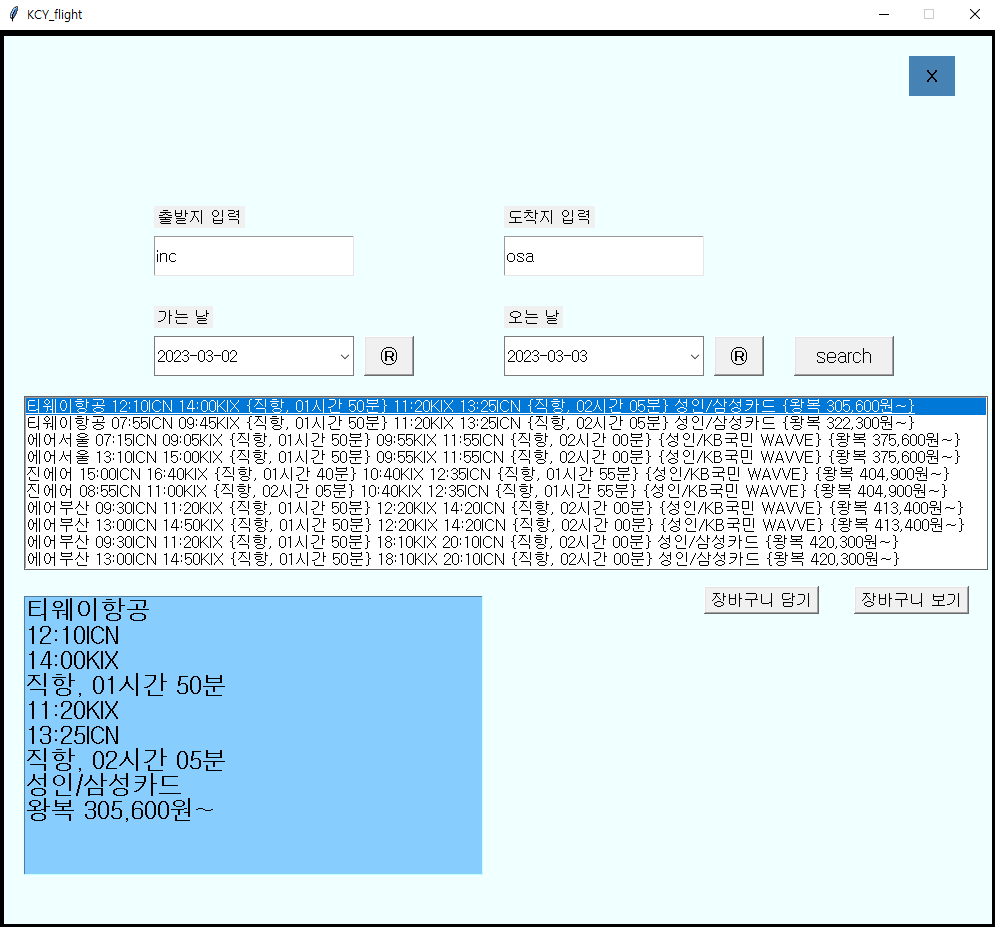 KCY_flight
X
출발지 입력
도착지 입력
inc
osa
가는 날
오는 날
2023-03-02
®
2023-03-03
®
search
티웨이항공 12:10ICN 14:00KIX {직항, 01시간 50분} 11:20KIX 13:25ICN {직항, 02시간 05분} 성인/삼성카드 {왕복 305,600원~}
티웨이항공 07:55ICN 09:45KIX {직항, 01시간 50분} 11:20KIX 13:25ICN {직항, 02시간 05분} 성인/삼성카드 {왕복 322,300원~}
에어서울 07:15ICN 09:05KIX {직항, 01시간 50분} 09:55KIX 11:55ICN {직항, 02시간 00분} {성인/KB국민 WAVVE} {왕복 375,600원~}
에어서울 13:10ICN 15:00KIX {직항, 01시간 50분} 09:55KIX 11:55ICN {직항, 02시간 00분} {성인/KB국민 WAVVE} {왕복 375,600원~}
진에어 15:00ICN 16:40KIX {직항, 01시간 40분} 10:40KIX 12:35ICN {직항, 01시간 55분} {성인/KB국민 WAVVE} {왕복 404,900원~}
진에어 08:55ICN 11:00KIX {직항, 02시간 05분} 10:40KIX 12:35ICN {직항, 01시간 55분} {성인/KB국민 WAVVE} {왕복 404,900원~}
에어부산 09:30ICN 11:20KIX {직항, 01시간 50분} 12:20KIX 14:20ICN {직항, 02시간 00분} {성인/KB국민 WAVVE} {왕복 413,400원~}
에어부산 13:00ICN 14:50KIX {직항, 01시간 50분} 12:20KIX 14:20ICN {직항, 02시간 00분} {성인/KB국민 WAVVE} {왕복 413,400원~}
에어부산 09:30ICN 11:20KIX {직항, 01시간 50분} 18:10KIX 20:10ICN {직항, 02시간 00분} 성인/삼성카드 {왕복 420,300원~}
에어부산 13:00ICN 14:50KIX {직항, 01시간 50분} 18:10KIX 20:10ICN {직항, 02시간 00분} 성인/삼성카드 {왕복 420,300원~}
장바구니 담기
장바구니 보기
티웨이항공
12:10ICN
14:00KIX
직항, 01시간 50분
11:20KIX
13:25ICN
직항, 02시간 05분
성인/삼성카드
왕복 305,600원~